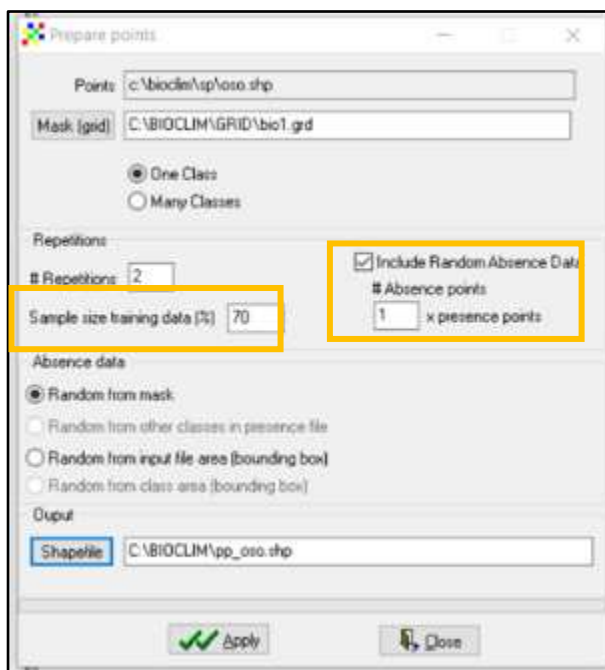 Prepare points
Points c:\bioclim\sp\oso.shp
Mask (grid) C:\BIOCLIM\GRID\bio1.grd
One Class
Many Classes
Repetitions
# Repetitions 2
Sample size training data (%) 70
Include Random Absence Data
# Absence points
1 x presence points
Absence data
Random from mask
Random from other classes in presence file
Random from input file area (bounding box)
Random from class area (bounding box)
Ouput
Shapefile C:\BIOCLIM\pp_oso.shp
Apply Close